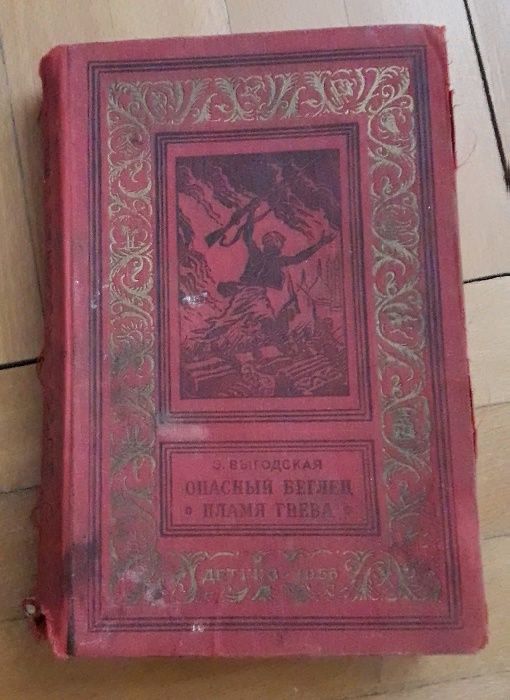 Э. ВЫГОДСКАЯ
ОПАСНЫЙ БЕГЛЕЦ
ПЛАМЯ ГНЕВА
ДЕТГИЗ 1956